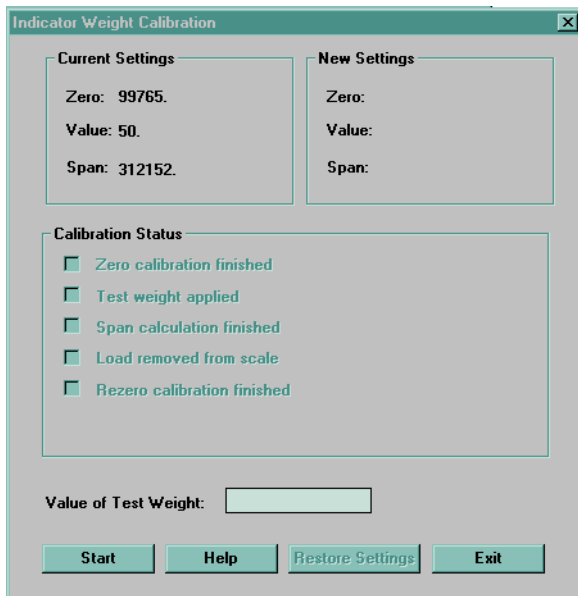 Indicator Weight Calibration
Current Settings
Zero: 99765.
Value: 50.
Span: 312152.
New Settings
Zero:
Value:
Span:
Calibration Status
Zero calibration finished
Test weight applied
Span calculation finished
Load removed from scale
Rezero calibration finished
Value of Test Weight:
Start
Help
Restore Settings
Exit